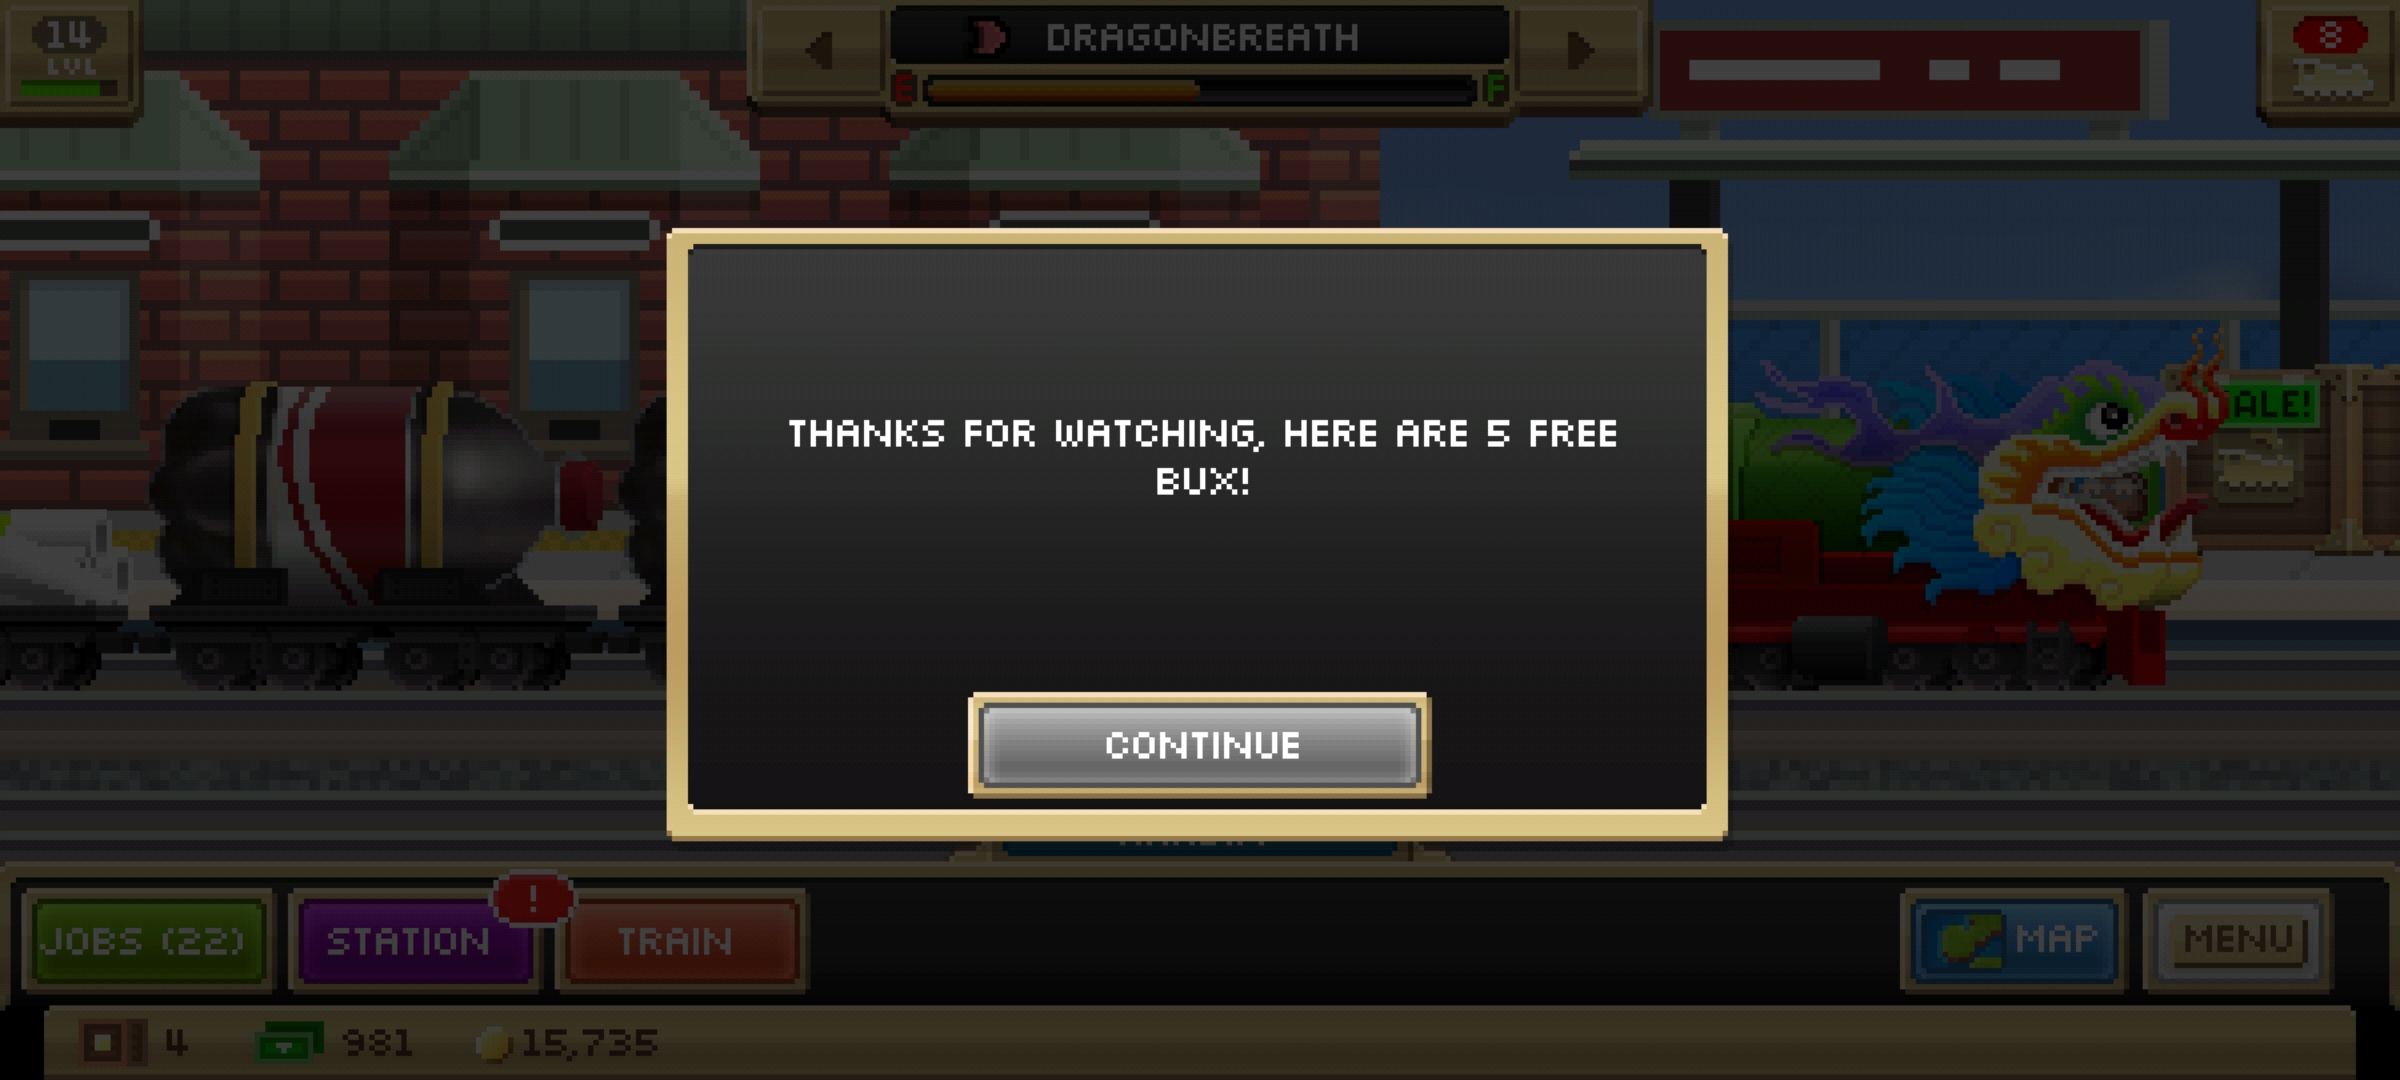 14
LVL
DRAGONBREATH
E
F
8
THANKS FOR WATCHING, HERE ARE 5 FREE
BUX!
ALE!
CONTINUE
JOBS (22)
STATION
!
TRAIN
MAP
MENU
4
981
15,735